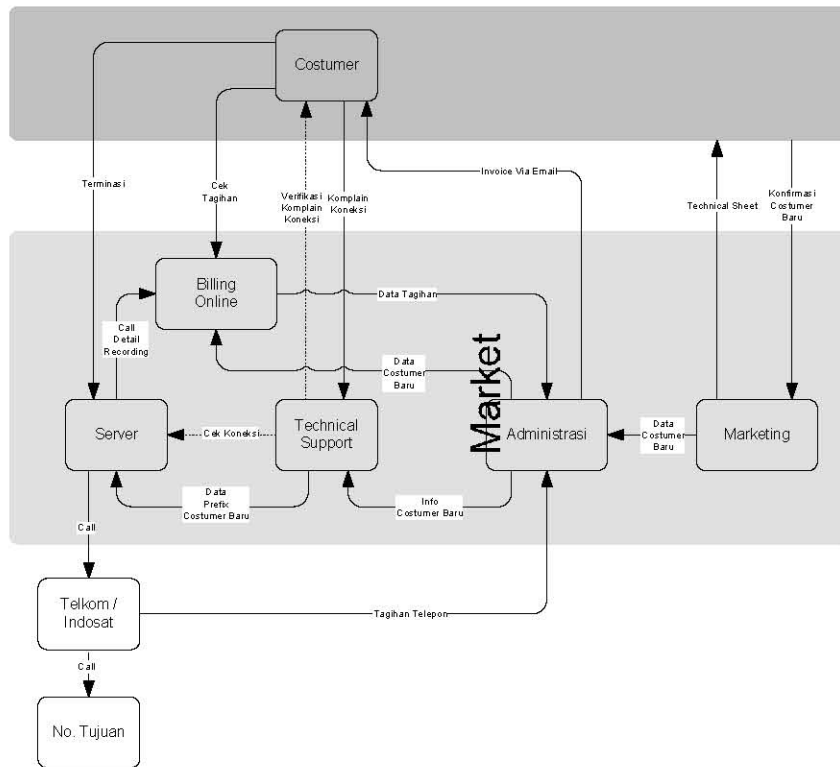 Costumer
Terminasi
Cek
Tagihan
Verifikasi
Komplain
Koneksi
Komplain
Koneksi
Invoice Via Email
Technical Sheet
Konfirmasi
Costumer
Baru
Billing
Online
Data Tagihan
Call
Detail
Recording
Data
Costumer
Baru
Market
Server
Cek Koneksi
Technical
Support
Administrasi
Data
Costumer
Baru
Marketing
Data
Prefix
Costumer Baru
Info
Costumer Baru
Call
Telkom /
Indosat
Tagihan Telepon
Call
No. Tujuan